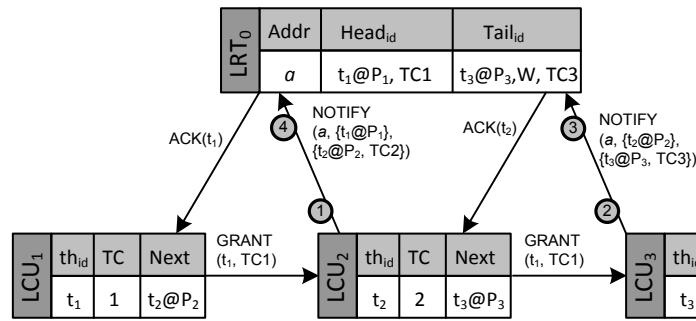 LRT0 Addr Headid Tailid
a t1@P1, TC1 t3@P3,W, TC3
ACK(t1)
4
NOTIFY
(a, {t1@P1},
{t2@P2, TC2})
ACK(t2)
3
NOTIFY
(a, {t2@P2},
{t3@P3, TC3})
1
2
LCU1 thid TC Next
t1 1 t2@P2
GRANT
(t1, TC1)
LCU2 thid TC Next
t2 2 t3@P3
GRANT
(t1, TC1)
LCU3 thid
t3